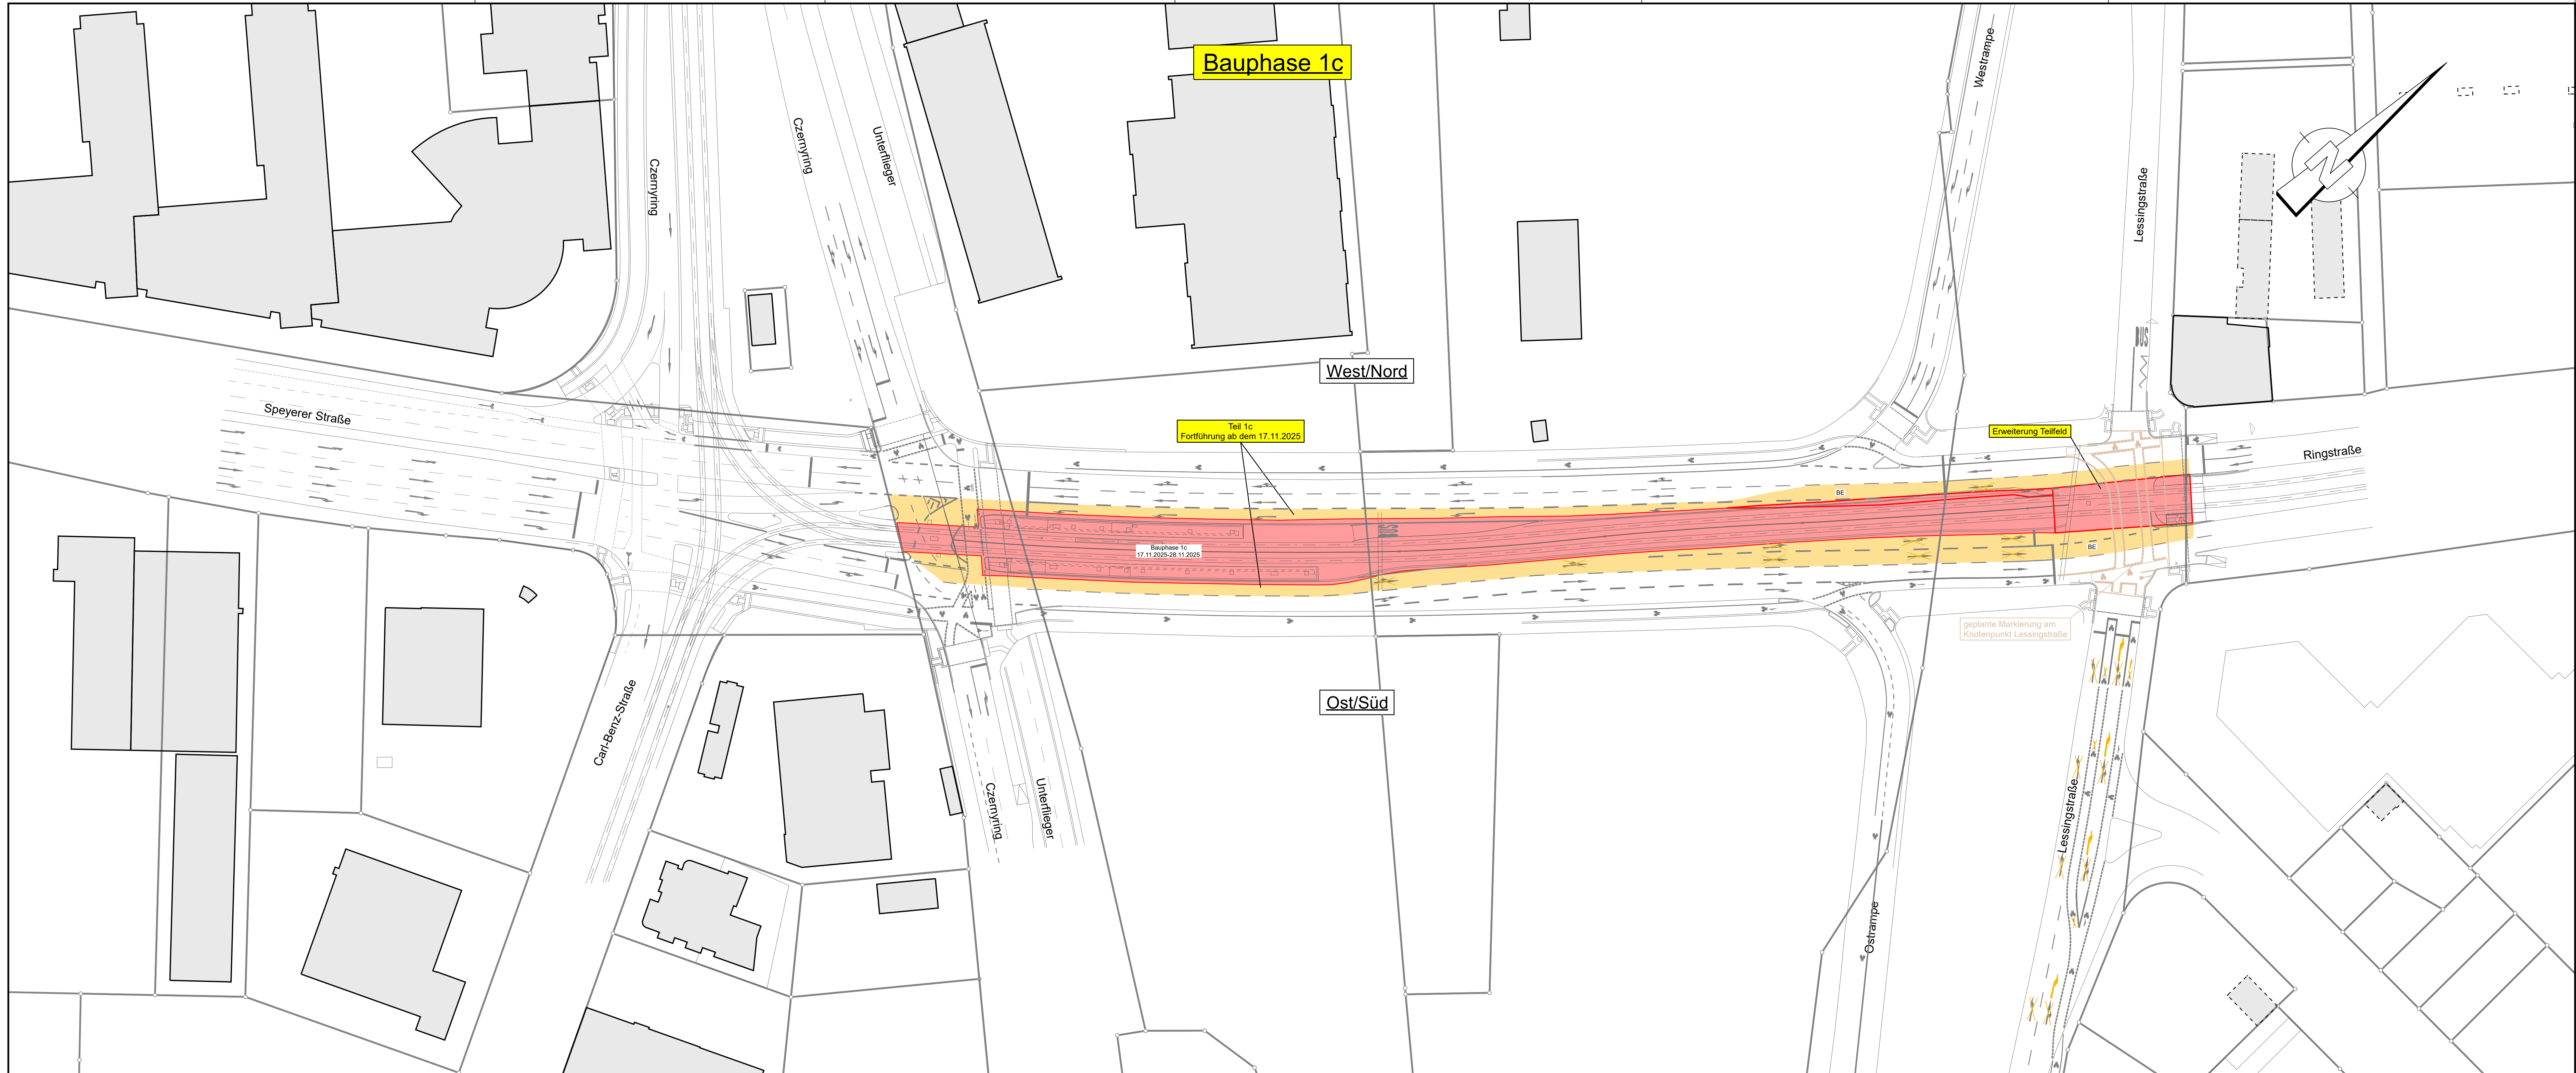 Bauphase 1c
Westrampe
Czernyring
Unterflieger
Czernyring
Lessingstraße
N
BUS
West/Nord
Speyerer Straße
Teil 1c
Fortführung ab dem 17.11.2025
Erweiterung Teilfeld
Ringstraße
BE
BUS
Bauphase 1c
17.11.2025-28.11.2025
BE
geplante Markierung am
Knotenpunkt Lessingstraße
Ost/Süd
Carl-Benz-Straße
Czernyring
Unterflieger
Lessingstraße
Ostrampe